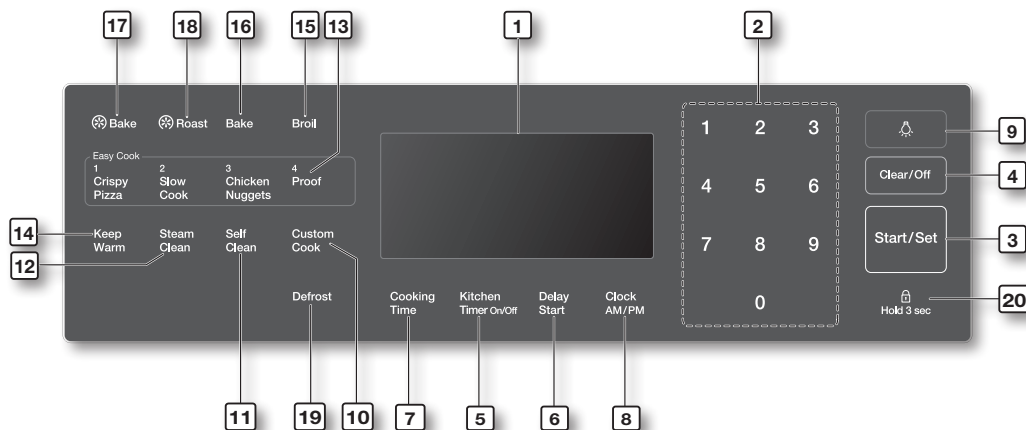 17
18
16
15
13
1
2
Bake
Roast
Bake
Broil
1 2 3
9
Easy Cook
1
Crispy
Pizza
2
Slow
Cook
3
Chicken
Nuggets
4
Proof
4 5 6
Clear/Off
4
14
Keep
Warm
Steam
Clean
Self
Clean
Custom
Cook
7 8 9
Start/Set
3
12
Defrost
Cooking
Time
Kitchen
Timer On/Off
Delay
Start
Clock
AM/PM
0
Hold 3 sec
20
11
19
10
7
5
6
8